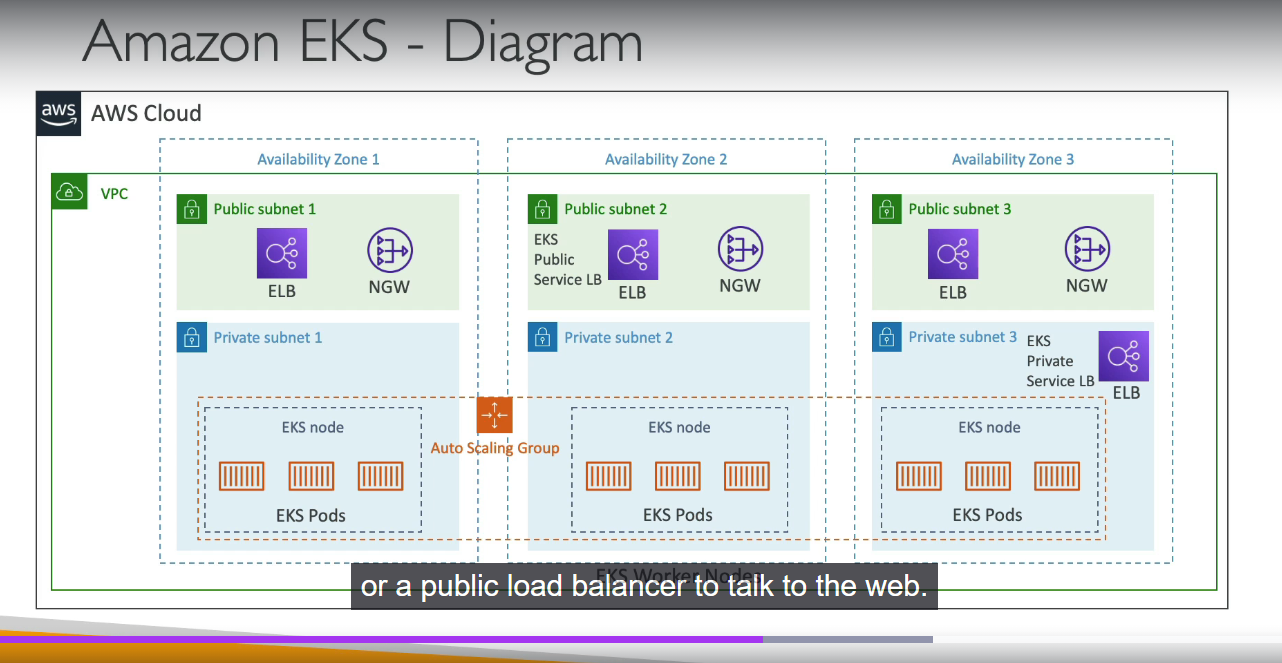 Amazon EKS - Diagram
aws
AWS Cloud
Availability Zone 1
Availability Zone 2
Availability Zone 3
VPC
Public subnet 1
ELB
NGW
Public subnet 2
EKS
Public
Service LB
ELB
NGW
Public subnet 3
ELB
NGW
Private subnet 1
Private subnet 2
Private subnet 3
EKS
Private
Service LB
ELB
Auto Scaling Group
EKS node
EKS Pods
EKS node
EKS Pods
EKS node
EKS Pods
EKS Worker Nodes
or a public load balancer to talk to the web.